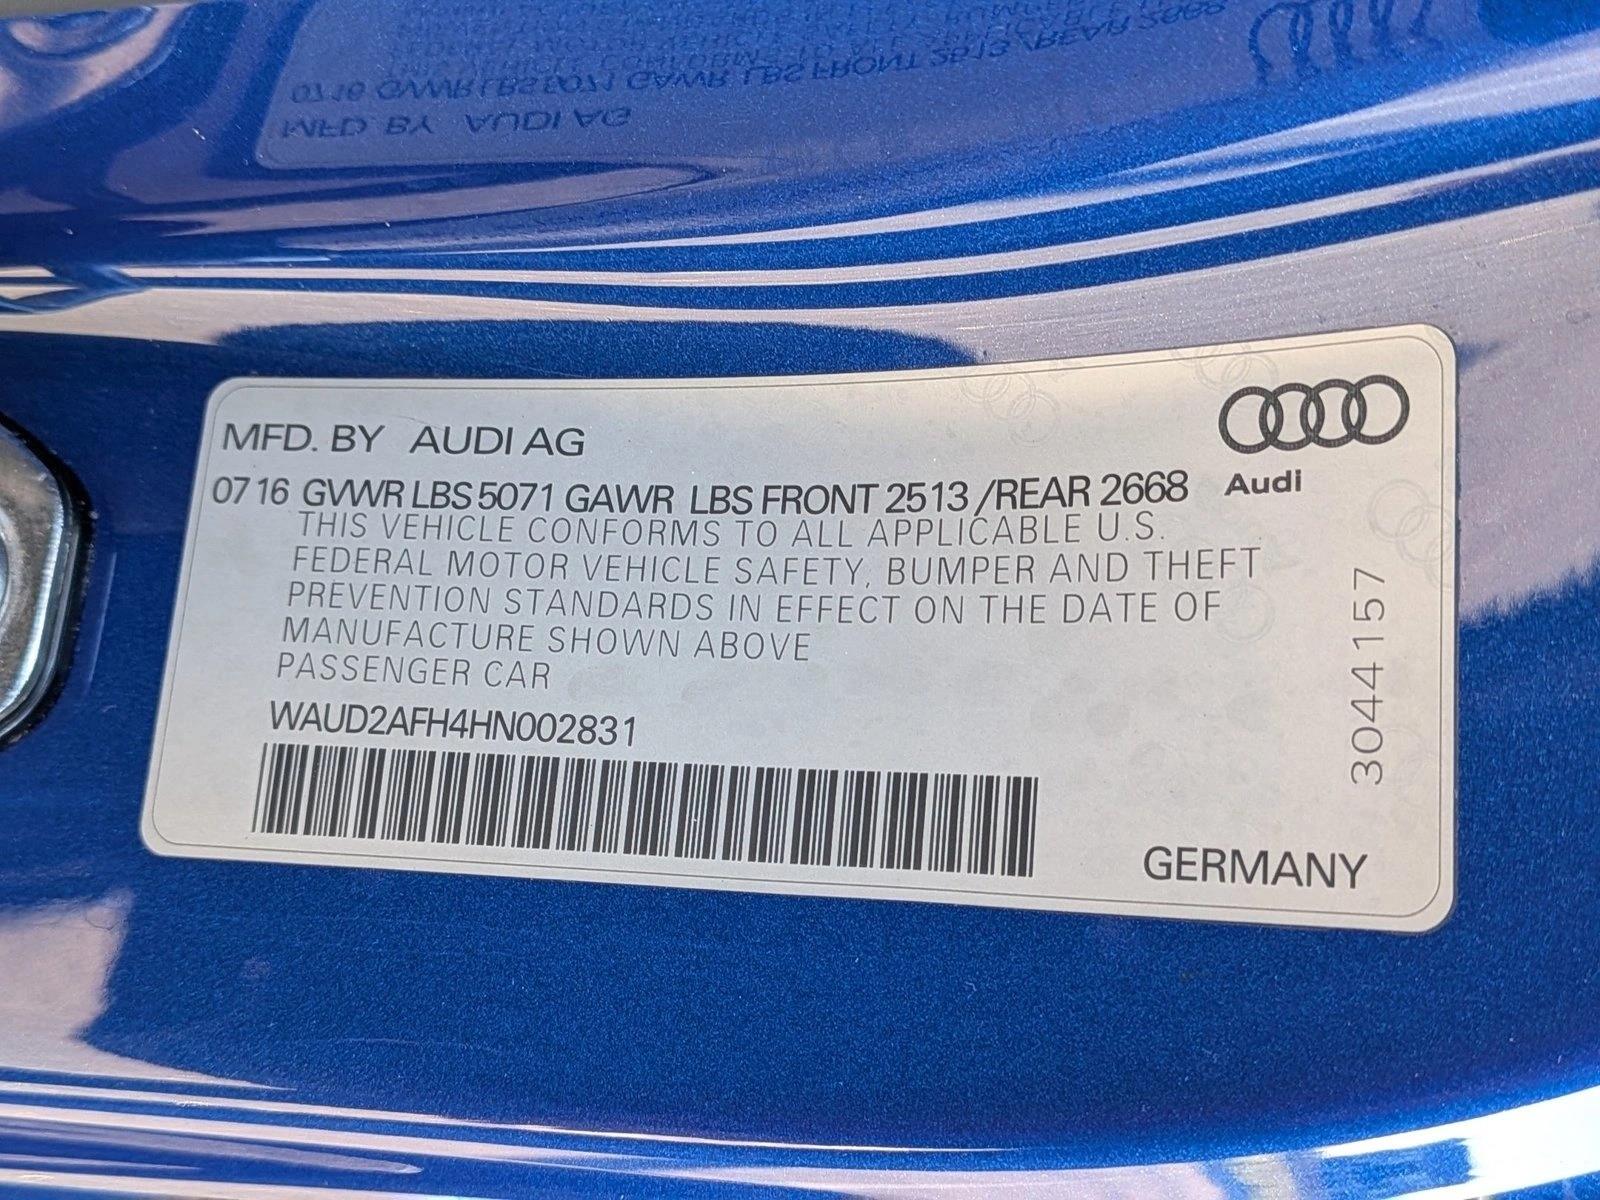 MFD. BY AUDI AG
0716 GVWR LBS 5071 GAWR LBS FRONT 2513 /REAR 2668
Audi
THIS VEHICLE CONFORMS TO ALL APPLICABLE U.S.
FEDERAL MOTOR VEHICLE SAFETY, BUMPER AND THEFT
PREVENTION STANDARDS IN EFFECT ON THE DATE OF
MANUFACTURE SHOWN ABOVE
PASSENGER CAR
WAUD2AFH4HN002831
3044157
GERMANY